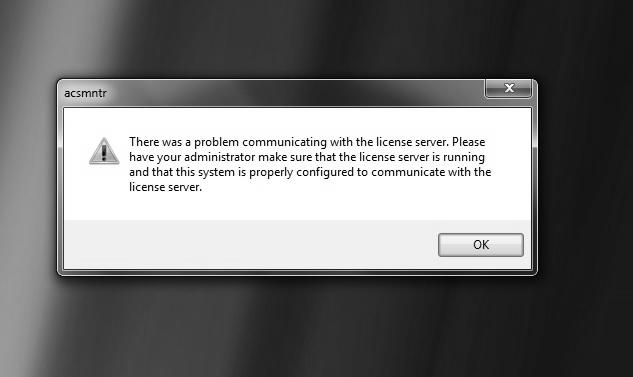 acsmntr
There was a problem communicating with the license server. Please
have your administrator make sure that the license server is running
and that this system is properly configured to communicate with the
license server.
OK